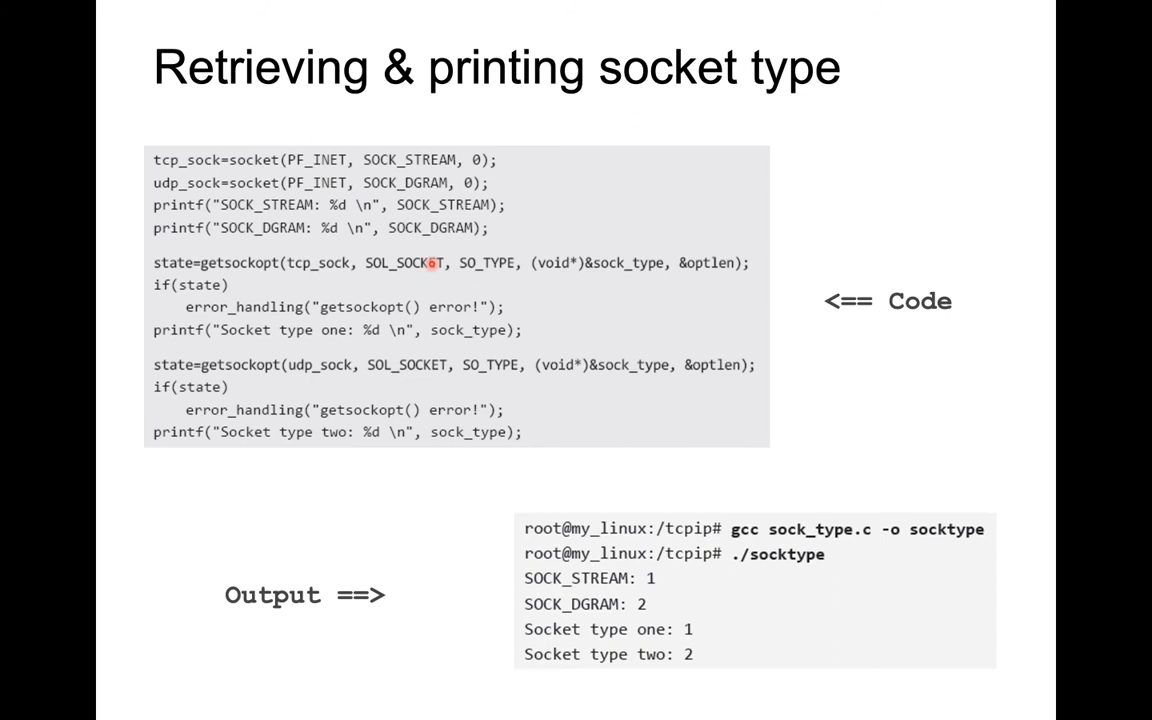 Retrieving & printing socket type
tcp_sock=socket(PF_INET, SOCK_STREAM, 0);
udp_sock=socket(PF_INET, SOCK_DGRAM, 0);
printf("SOCK_STREAM: %d \n", SOCK_STREAM);
printf("SOCK_DGRAM: %d \n", SOCK_DGRAM);
state=getsockopt(tcp_sock, SOL_SOCKET, SO_TYPE, (void*)&sock_type, &optlen);
if(state)
    error_handling("getsockopt() error!");
printf("Socket type one: %d \n", sock_type);
state=getsockopt(udp_sock, SOL_SOCKET, SO_TYPE, (void*)&sock_type, &optlen);
if(state)
    error_handling("getsockopt() error!");
printf("Socket type two: %d \n", sock_type);
<== Code
Output ==>
root@my_linux:/tcpip# gcc sock_type.c -o socktype
root@my_linux:/tcpip# ./socktype
SOCK_STREAM: 1
SOCK_DGRAM: 2
Socket type one: 1
Socket type two: 2